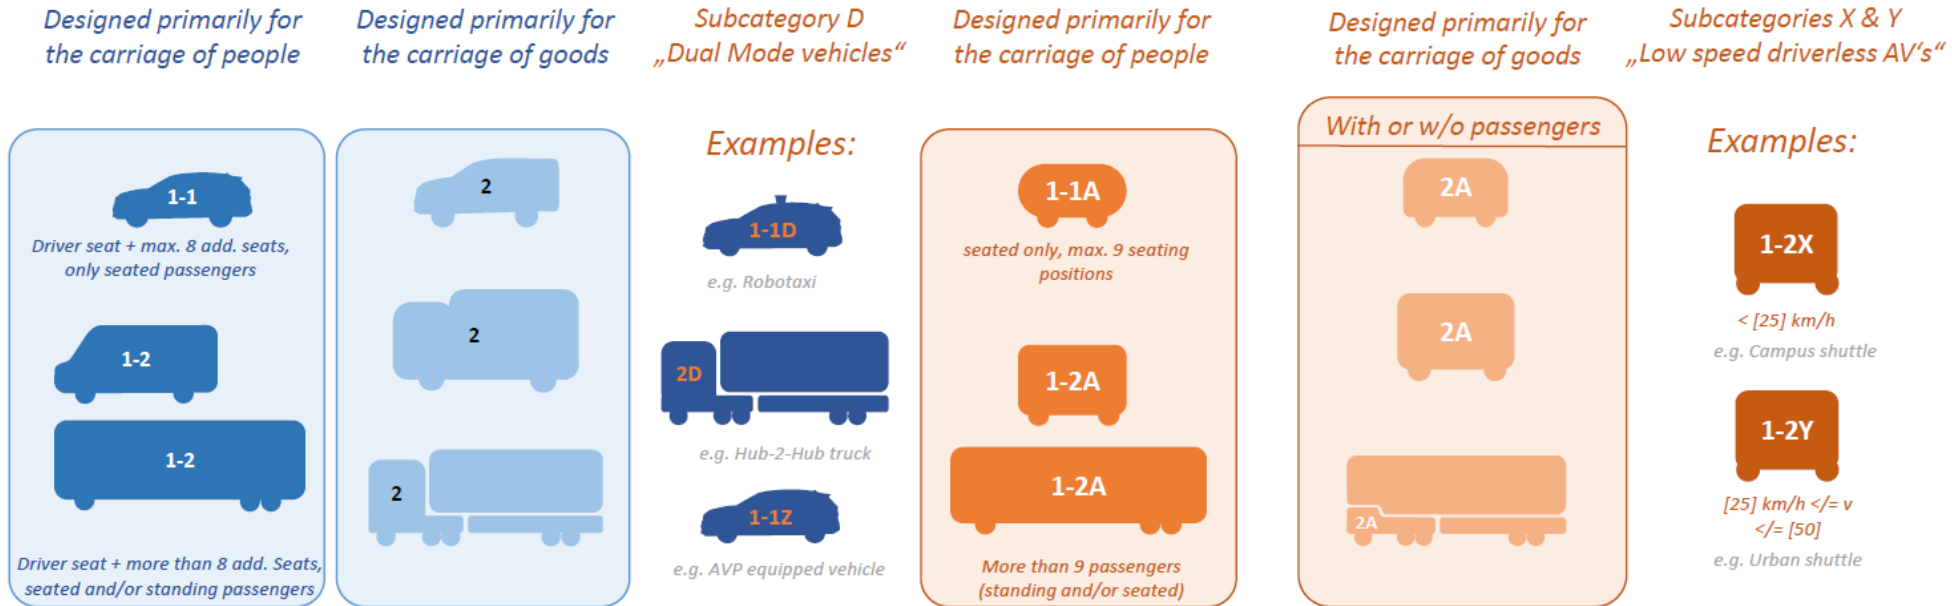 Designed primarily for
the carriage of people
1-1
Driver seat + max. 8 add. seats,
only seated passengers
1-2
1-2
Driver seat + more than 8 add. Seats,
seated and/or standing passengers
Designed primarily for
the carriage of goods
2
2
2
Subcategory D
„Dual Mode vehicles“
Examples:
1-1D
e.g. Robotaxi
2D
e.g. Hub-2-Hub truck
1-1Z
e.g. AVP equipped vehicle
Designed primarily for
the carriage of people
1-1A
seated only, max. 9 seating
positions
1-2A
1-2A
More than 9 passengers
(standing and/or seated)
Designed primarily for
the carriage of goods
With or w/o passengers
2A
2A
2A
Subcategories X & Y
„Low speed driverless AV‘s“
Examples:
1-2X
< [25] km/h
e.g. Campus shuttle
1-2Y
[25] km/h </= v
</= [50]
e.g. Urban shuttle